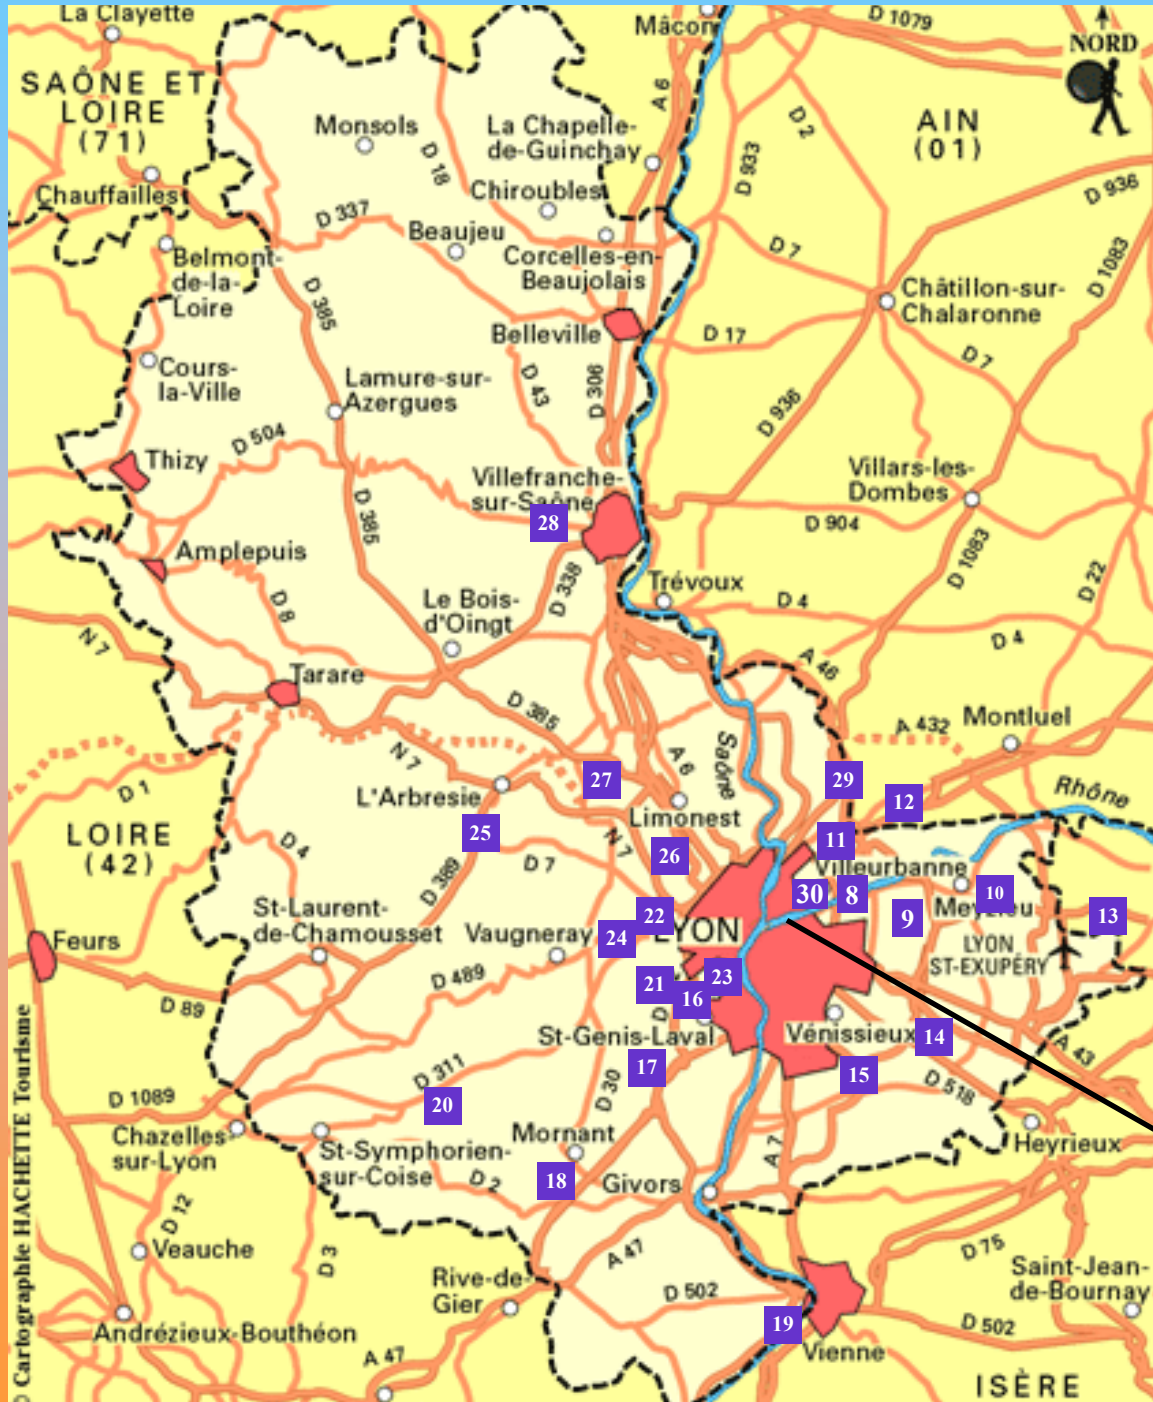 La Clayette
Mâcon
D 1079
NORD
SAÔNE ET
LOIRE
(71)
A 6
D 2
AIN
(01)
Monsols
La Chapelle-
de-Guinchay
D 18
D 933
D 936
Chauffailles
Chiroubles
D 337
Beaujeu
Corcelles-en-
Beaujolais
D 7
D 1083
Belmont-
de-la-
Loire
D 385
Châtillon-sur-
Chalaronne
Belleville
D 17
D 7
Cours-
la-Ville
Lamure-sur-
Azergues
D 43
D 306
D 936
D 504
Thizy
Villefranche-
sur-Saône
Villars-les-
Dombes
D 385
28
D 904
D 1083
Amplepuis
D 338
Trévoux
D 22
D 8
Le Bois-
d'Oingt
D 4
D 4
N 7
Tarare
A 46
D 385
A 432
Montluel
N 7
A 6
Saône
27
29
12
Rhône
D 1
L'Arbresle
Limonest
LOIRE
(42)
25
N 7
11
D 4
D 7
26
Villeurbanne
D 389
30
8
10
Meyzieu
St-Laurent-
de-Chamousset
22
9
13
Feurs
Vaugneray
24
LYON
LYON
ST-EXUPÉRY
D 489
21
23
16
D 89
D
St-Genis-Laval
Vénissieux
14
A 43
17
15
D 311
D 30
D 518
D 1089
20
Chazelles-
sur-Lyon
Mornant
Heyrieux
St-Symphorien-
sur-Coise
A 7
D 2
18
Givors
D 12
Veauche
D 3
A 47
D 75
Rive-de-
Gier
Saint-Jean-
de-Bournay
D 502
19
D 502
Andrézieux-Bouthéon
Vienne
A 47
ISÈRE
© Cartographie HACHETTE Tourisme